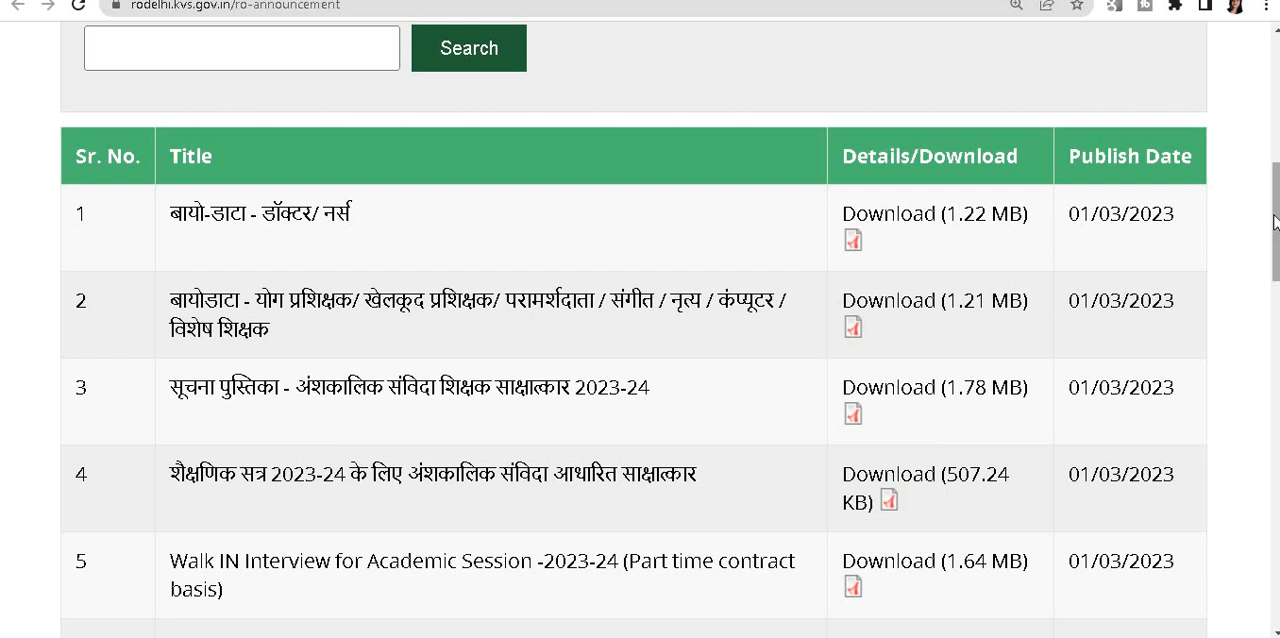 rodelhi.kvs.gov.in/ro-announcement
Search
Sr. No. Title Details/Download Publish Date
1 बायो-डाटा - डॉक्टर/ नर्स Download (1.22 MB) 01/03/2023
2 बायोडाटा - योग प्रशिक्षक/ खेलकूद प्रशिक्षक/ परामर्शदाता / संगीत / नृत्य / कंप्यूटर / Download (1.21 MB) 01/03/2023
विशेष शिक्षक
3 सूचना पुस्तिका - अंशकालिक संविदा शिक्षक साक्षात्कार 2023-24 Download (1.78 MB) 01/03/2023
4 शैक्षणिक सत्र 2023-24 के लिए अंशकालिक संविदा आधारित साक्षात्कार Download (507.24 01/03/2023
KB)
5 Walk IN Interview for Academic Session -2023-24 (Part time contract Download (1.64 MB) 01/03/2023
basis)